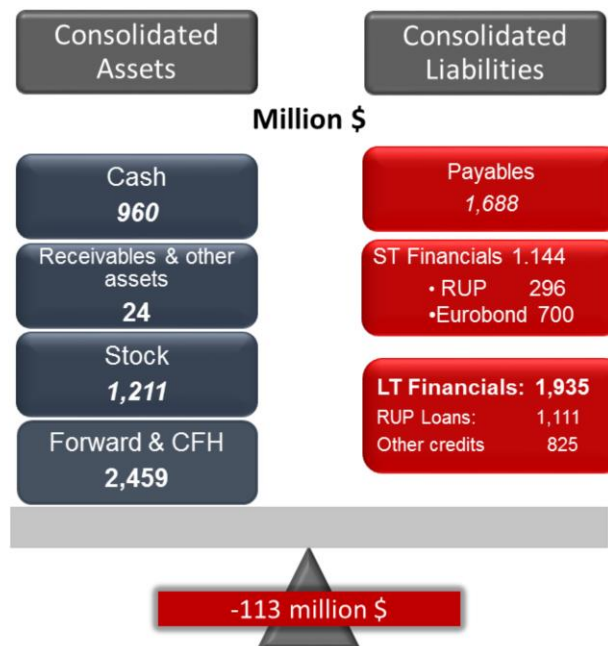 Consolidated
Assets
Consolidated
Liabilities
Million $
Cash
960
Receivables & other
assets
24
Stock
1,211
Forward & CFH
2,459
Payables
1,688
ST Financials 1.144
• RUP 296
•Eurobond 700
LT Financials: 1,935
RUP Loans: 1,111
Other credits 825
-113 million $